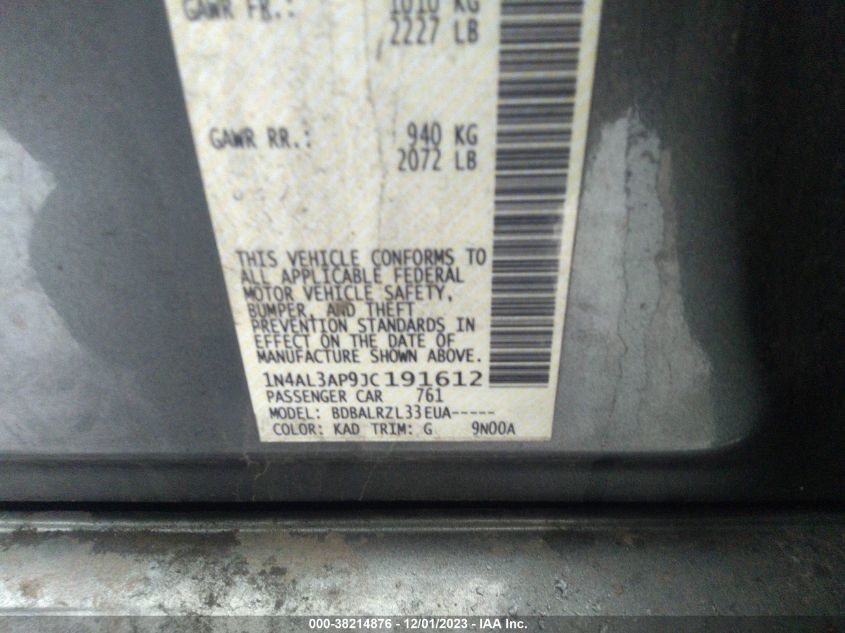 GAWR FR.: 1010 KG
2227 LB
GAWR RR.: 940 KG
2072 LB
THIS VEHICLE CONFORMS TO
ALL APPLICABLE FEDERAL
MOTOR VEHICLE SAFETY,
BUMPER, AND THEFT
PREVENTION STANDARDS IN
EFFECT ON THE DATE OF
MANUFACTURE SHOWN ABOVE.
1N4AL3AP9JC191612
PASSENGER CAR 761
MODEL: BDBALRZL33EUA-----
COLOR: KAD TRIM: G 9N00A
000-38214876 - 12/01/2023 - IAA Inc.